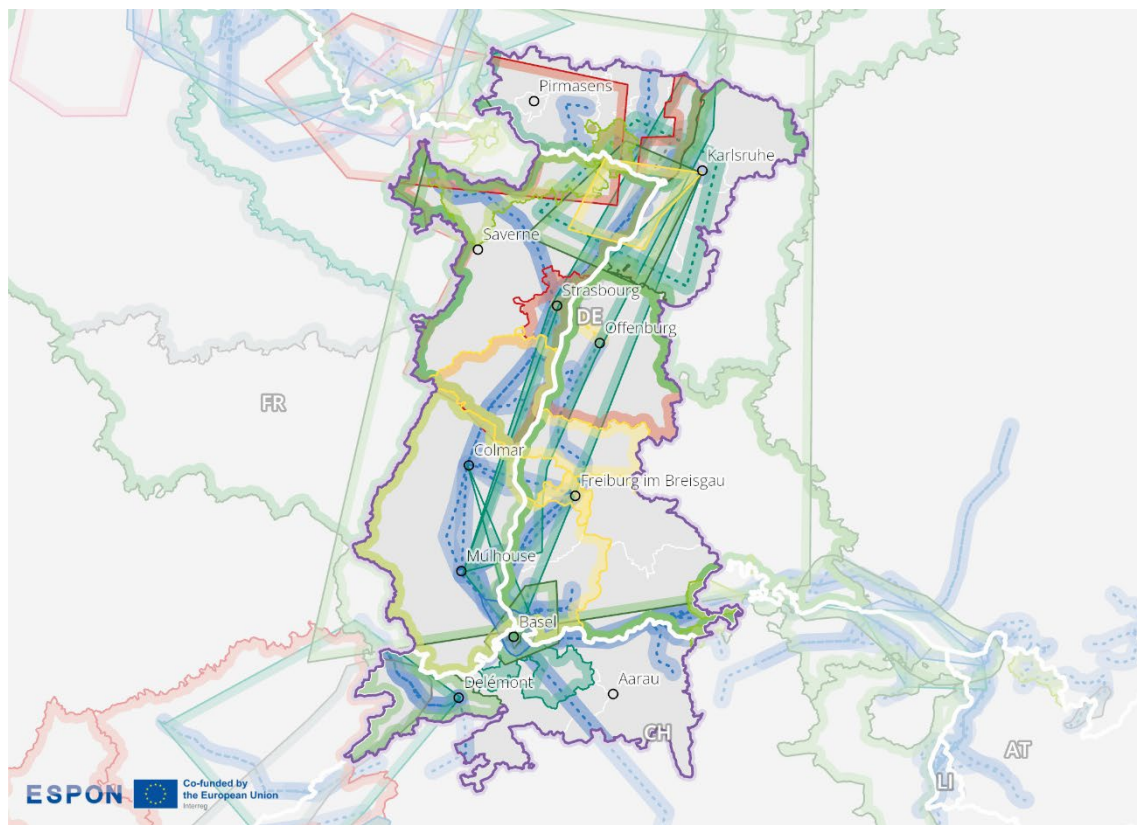 Pirmasens
Karlsruhe
Saverne
Strasbourg
DE
Offenburg
FR
Colmar
Freiburg im Breisgau
Mulhouse
Basel
Delémont
Aarau
CH
AT
LI
ESPON
Co-funded by
the European Union
Interreg